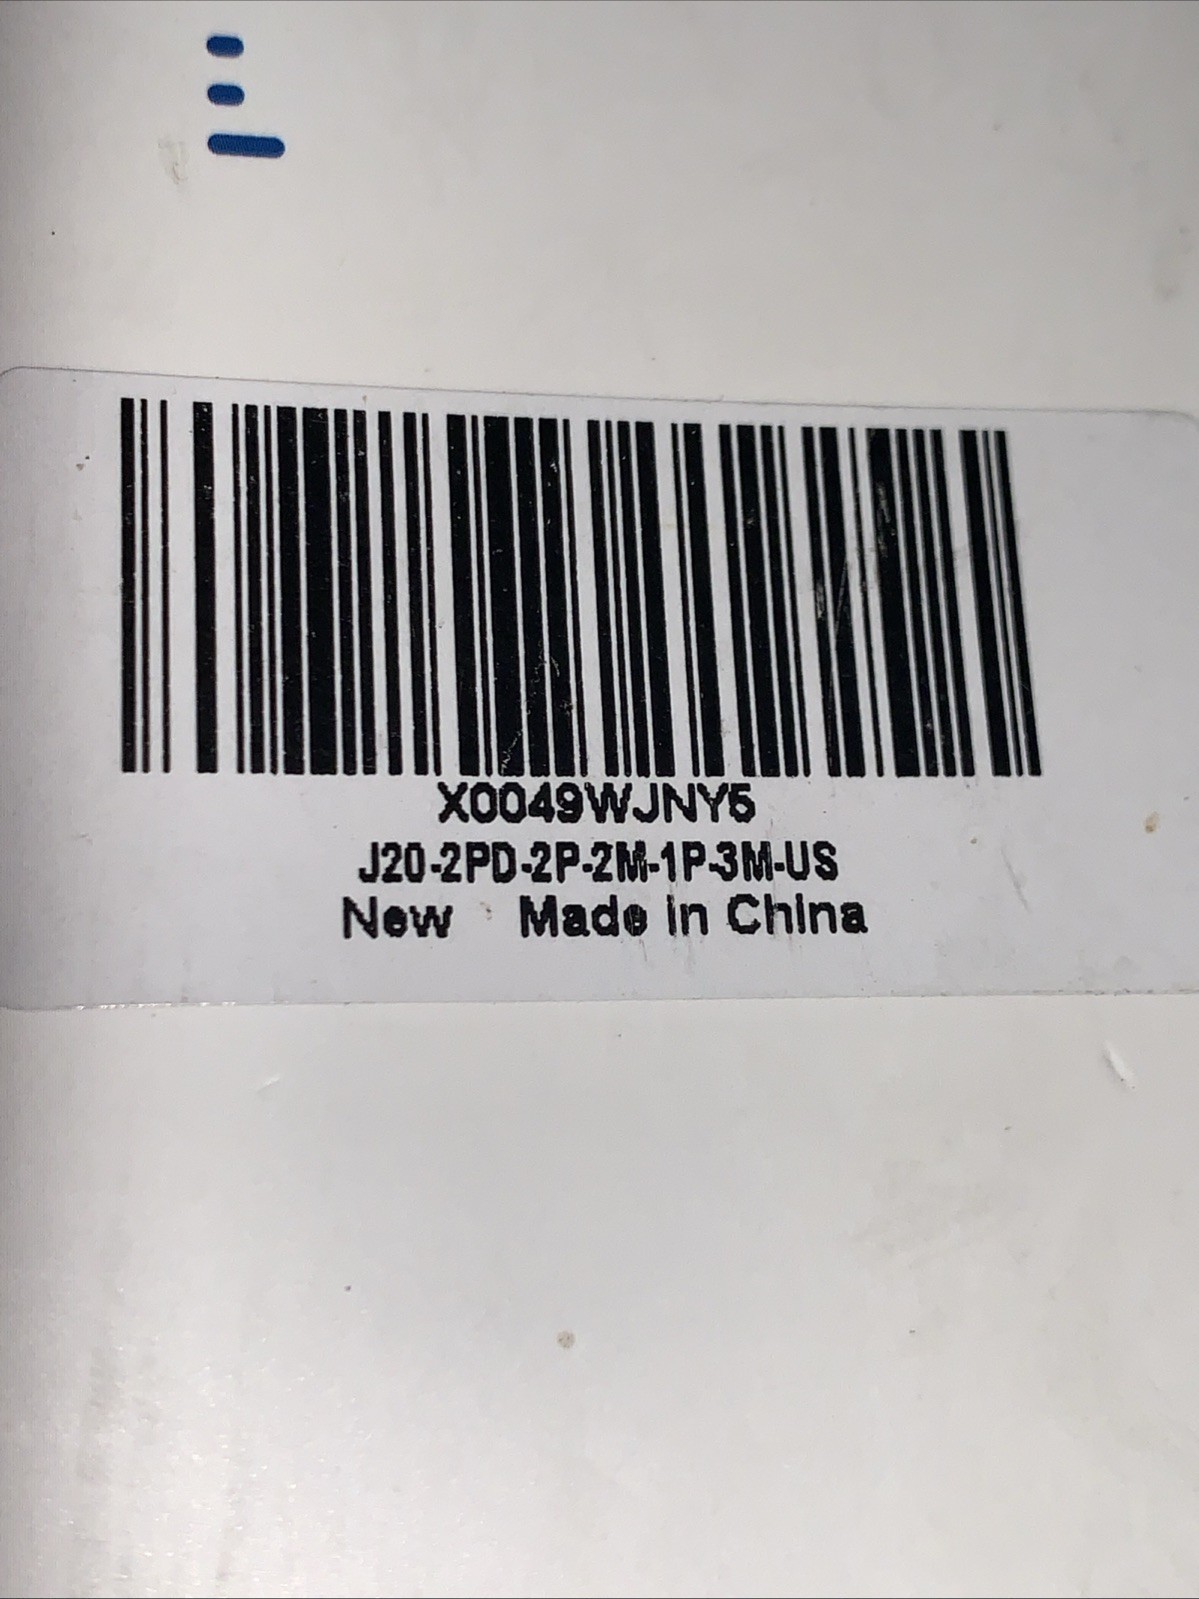 X0049WJNY5
J20-2PD-2P-2M-1P-3M-US
New Made in China